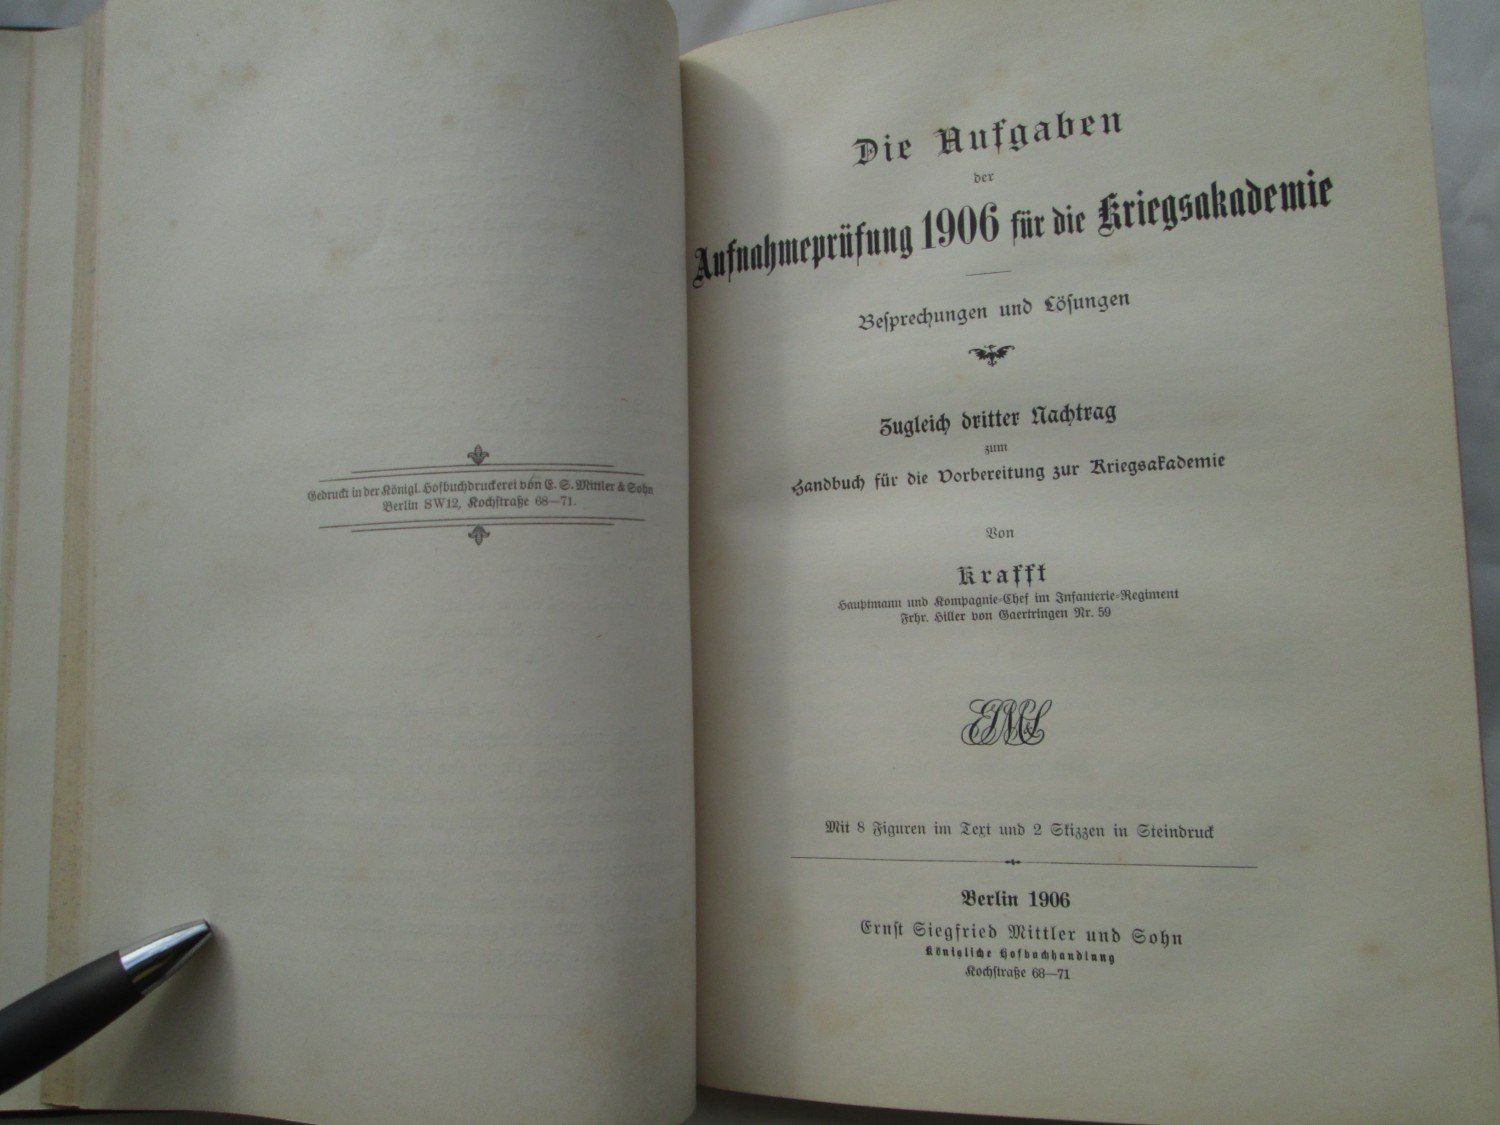 Gedruckt in der Königl. Hofbuchdruckerei von E. S. Mittler & Sohn
Berlin SW12, Kochstraße 68—71.
Die Aufgaben
der
Aufnahmeprüfung 1906 für die Kriegsakademie
Besprechungen und Lösungen
Zugleich dritter Nachtrag
zum
Handbuch für die Vorbereitung zur Kriegsakademie
Von
Krafft
Hauptmann und Kompagnie-Chef im Infanterie-Regiment
Frhr. Hiller von Gaertringen Nr. 59
ESM&S
Mit 8 Figuren im Text und 2 Skizzen in Steindruck
Berlin 1906
Ernst Siegfried Mittler und Sohn
Königliche Hofbuchhandlung
Kochstraße 68—71